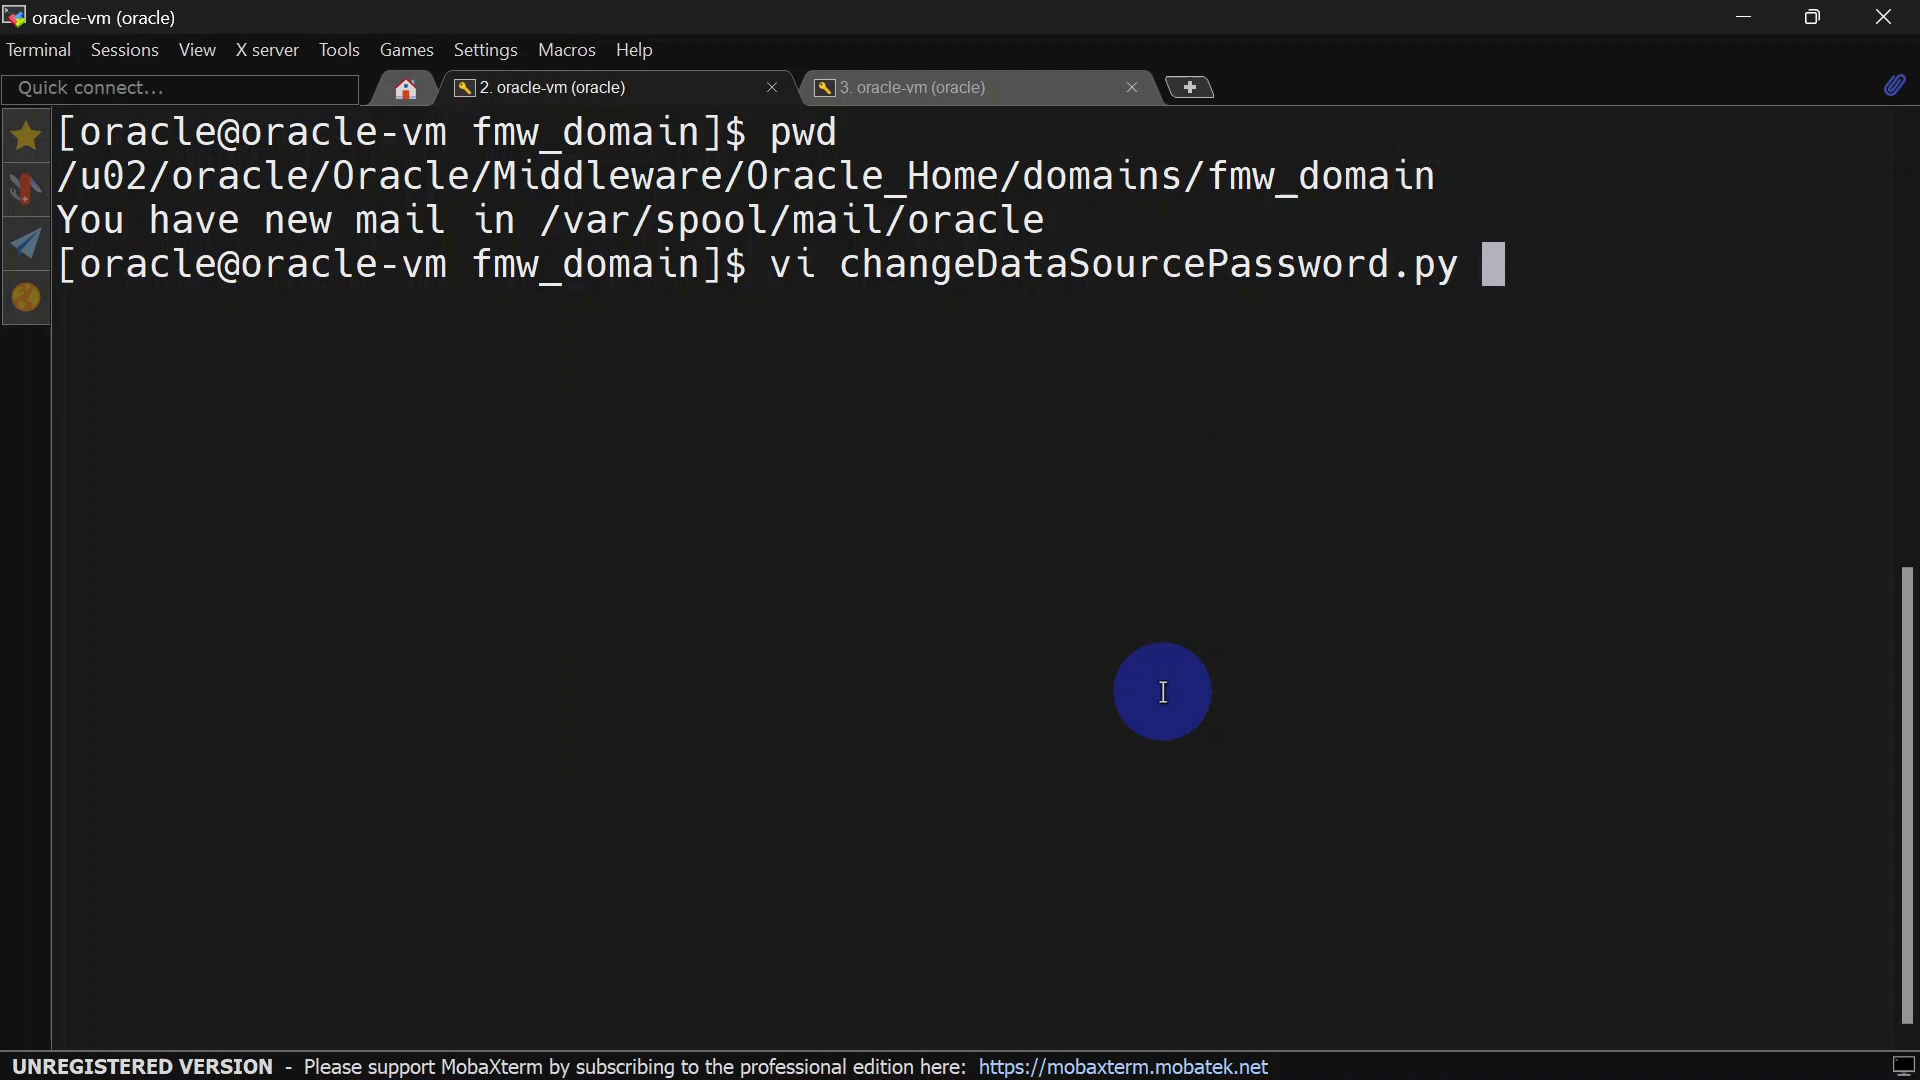 oracle-vm (oracle)
Terminal Sessions View X server Tools Games Settings Macros Help
Quick connect...
2. oracle-vm (oracle)
3. oracle-vm (oracle)
[oracle@oracle-vm fmw_domain]$ pwd
/u02/oracle/Oracle/Middleware/Oracle_Home/domains/fmw_domain
You have new mail in /var/spool/mail/oracle
[oracle@oracle-vm fmw_domain]$ vi changeDataSourcePassword.py
UNREGISTERED VERSION - Please support MobaXterm by subscribing to the professional edition here: https://mobaxterm.mobatek.net